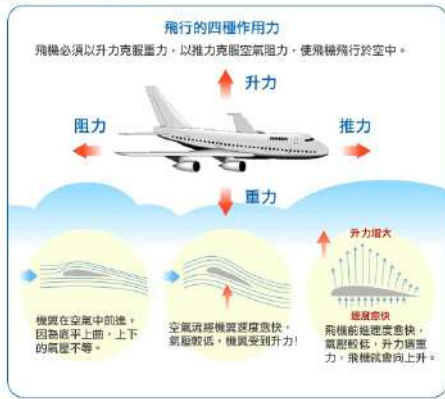 飛行的四種作用力
飛機必須以升力克服重力，以推力克服空氣阻力，使飛機飛行於空中。
升力
阻力
推力
重力
機翼在空氣中前進，
因為底平上曲，上下
的氣壓不等。
空氣流經機翼速度愈快，
氣壓較低，機翼受到升力!
升力增大
速度愈快
飛機前進速度愈快，
氣壓較低，升力過重
力，飛機就會向上升。